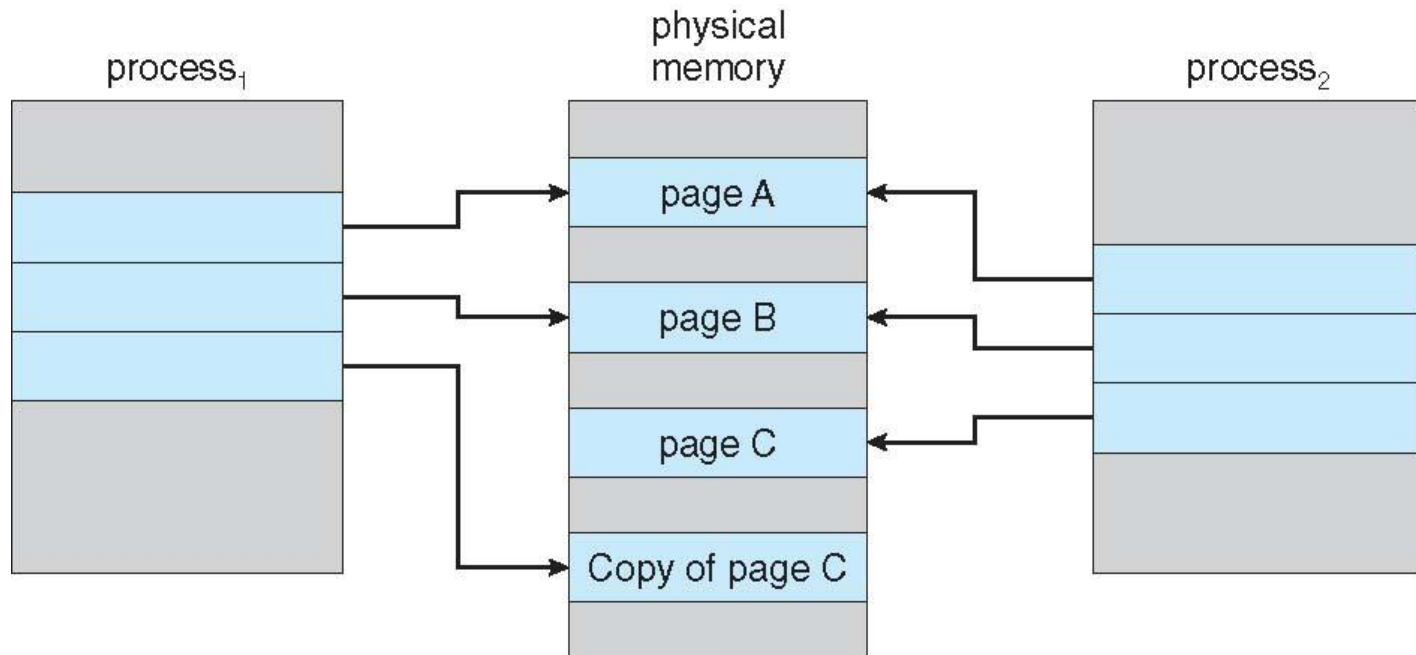 process₁
physical
memory
process₂
page A
page B
page C
Copy of page C